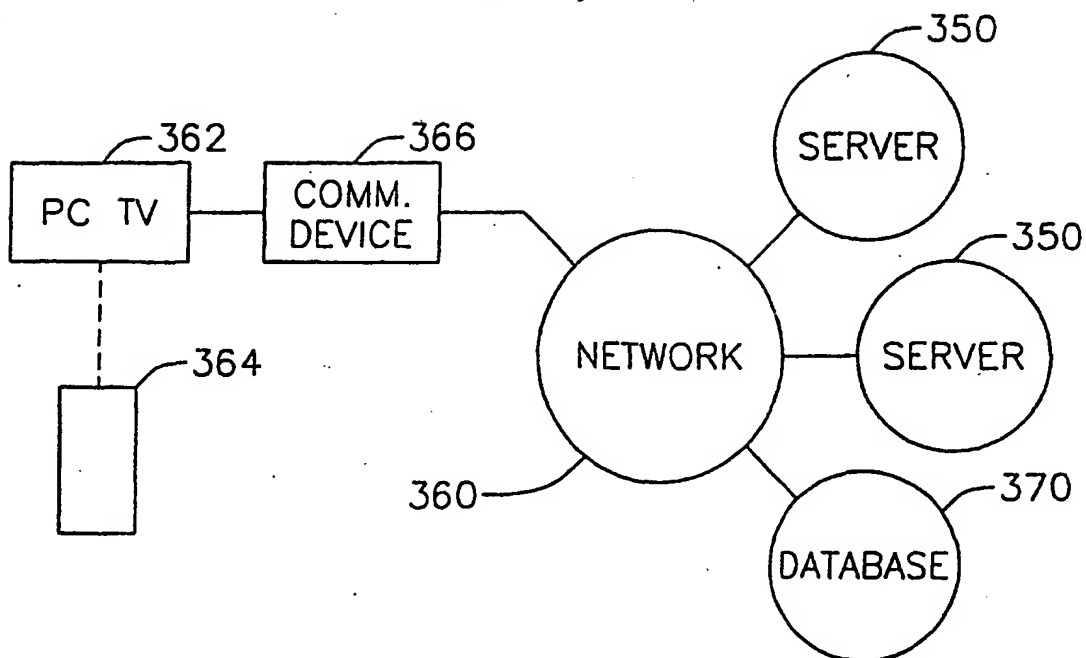 350
SERVER
362
366
PC TV
COMM.
DEVICE
350
SERVER
NETWORK
364
360
370
DATABASE